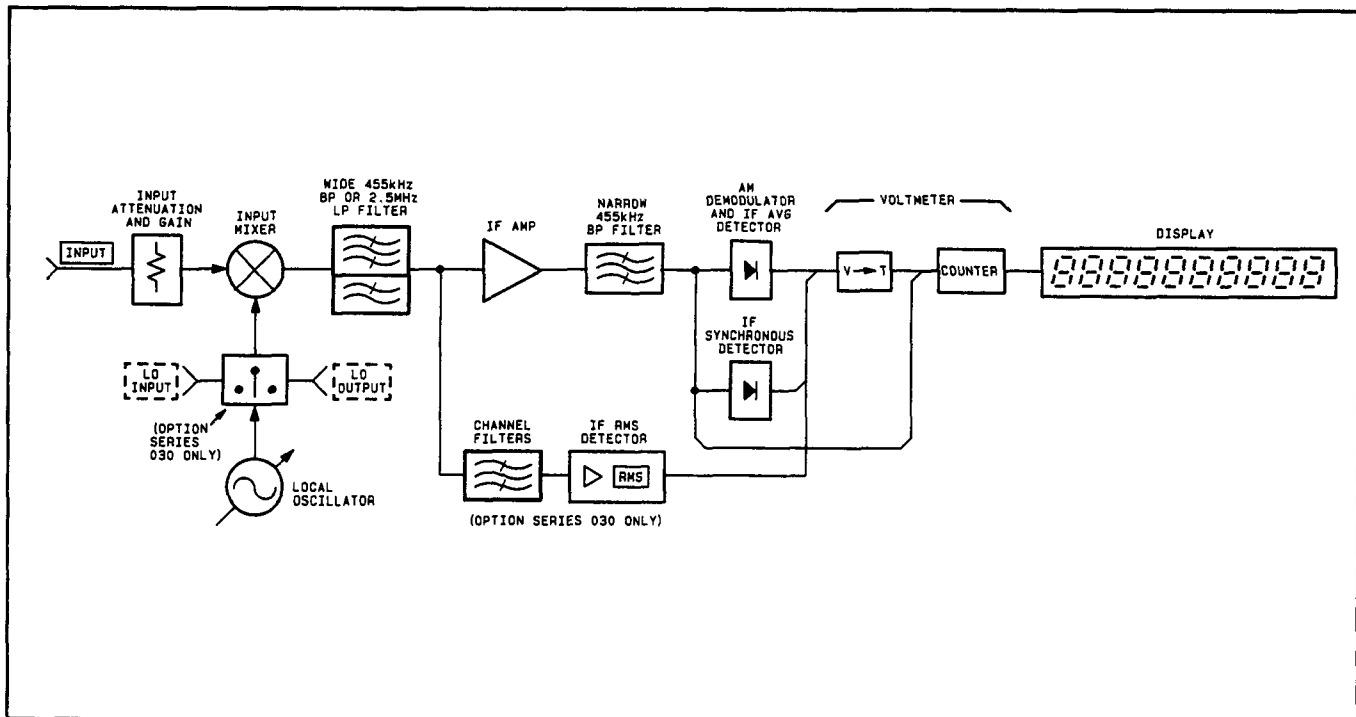 INPUT
INPUT
ATTENUATION
AND GAIN
INPUT
MIXER
WIDE 455kHz
BP OR 2.5MHz
LP FILTER
IF AMP
NARROW
455kHz
BP FILTER
AM
DEMODULATOR
AND IF AVG
DETECTOR
VOLTMETER
V → T
COUNTER
DISPLAY
8888888888
IF
SYNCHRONOUS
DETECTOR
LO
INPUT
LO
OUTPUT
(OPTION
SERIES
030 ONLY)
LOCAL
OSCILLATOR
CHANNEL
FILTERS
IF RMS
DETECTOR
RMS
(OPTION SERIES 030 ONLY)